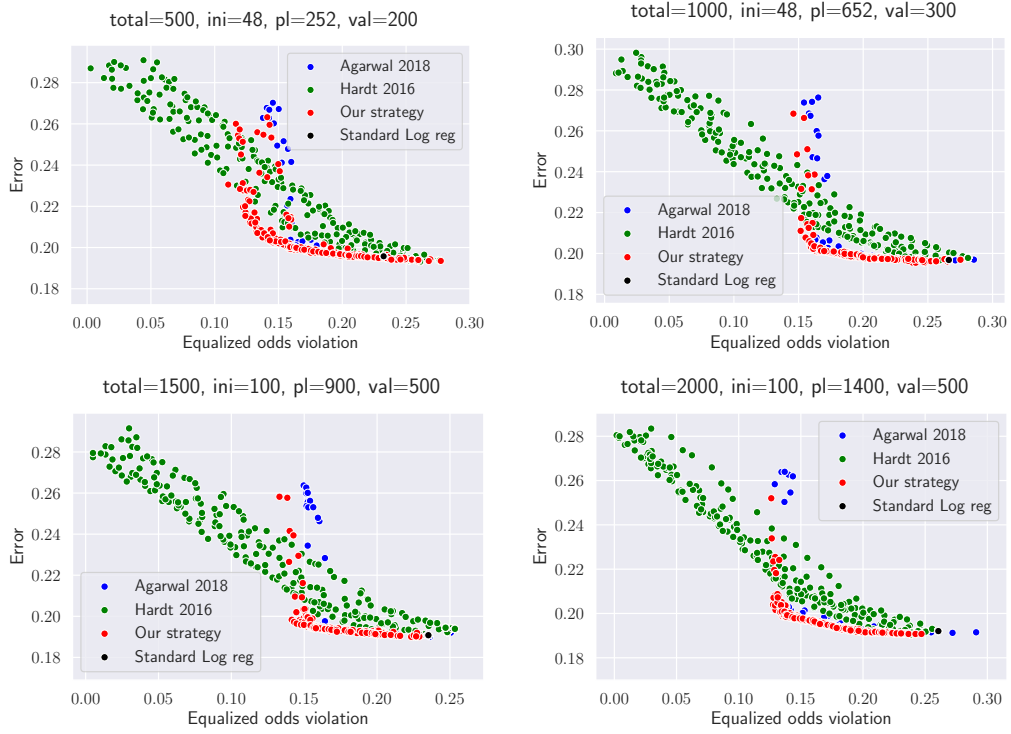 total=500, ini=48, pl=252, val=200
Error
0.28
0.26
0.24
0.22
0.20
0.18
Agarwal 2018
Hardt 2016
Our strategy
Standard Log reg
0.00 0.05 0.10 0.15 0.20 0.25 0.30
Equalized odds violation
total=1000, ini=48, pl=652, val=300
Error
0.30
0.28
0.26
0.24
0.22
0.20
0.18
Agarwal 2018
Hardt 2016
Our strategy
Standard Log reg
0.00 0.05 0.10 0.15 0.20 0.25 0.30
Equalized odds violation
total=1500, ini=100, pl=900, val=500
Error
0.28
0.26
0.24
0.22
0.20
0.18
Agarwal 2018
Hardt 2016
Our strategy
Standard Log reg
0.00 0.05 0.10 0.15 0.20 0.25
Equalized odds violation
total=2000, ini=100, pl=1400, val=500
Error
0.28
0.26
0.24
0.22
0.20
0.18
Agarwal 2018
Hardt 2016
Our strategy
Standard Log reg
0.00 0.05 0.10 0.15 0.20 0.25 0.30
Equalized odds violation